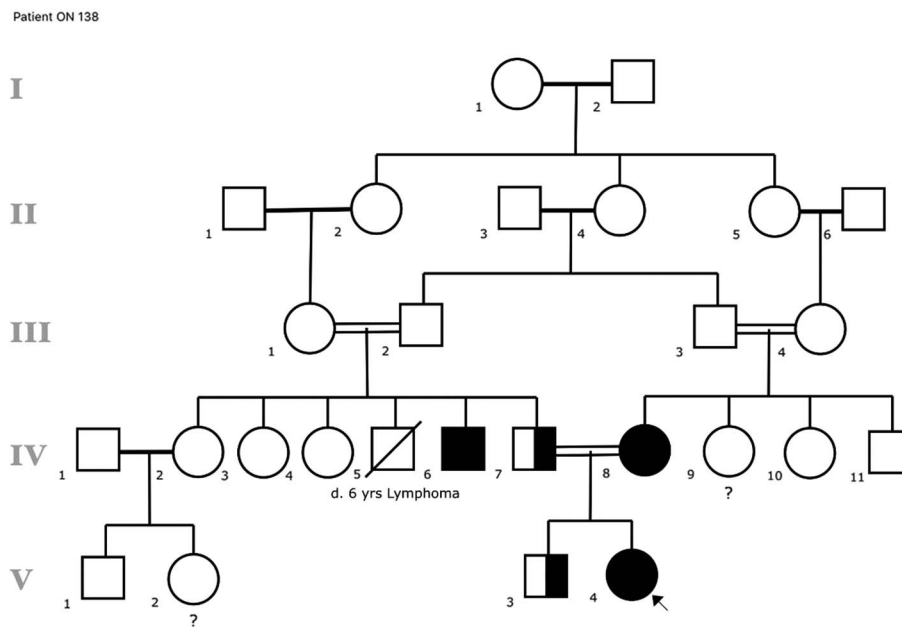 Patient ON 138
I
1 2
II
1 2 3 4 5 6
III
1 2 3 4
IV
1 2 3 4 5 6 7 8 9 10 11
d. 6 yrs Lymphoma
?
V
1 2 3 4
?